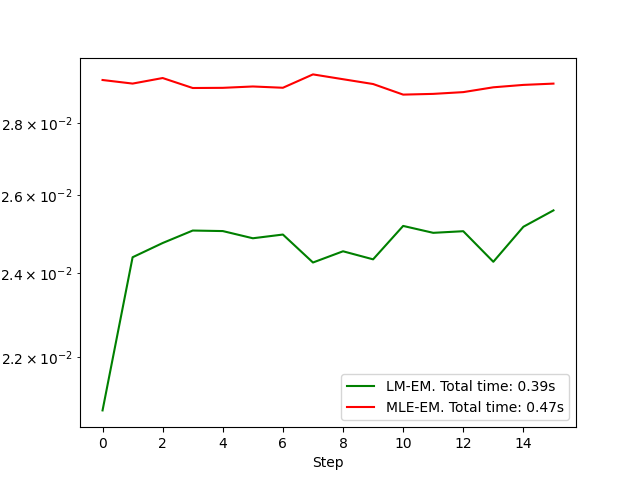 2.8 × 10⁻²
2.6 × 10⁻²
2.4 × 10⁻²
2.2 × 10⁻²
LM-EM. Total time: 0.39s
MLE-EM. Total time: 0.47s
0 2 4 6 8 10 12 14
Step